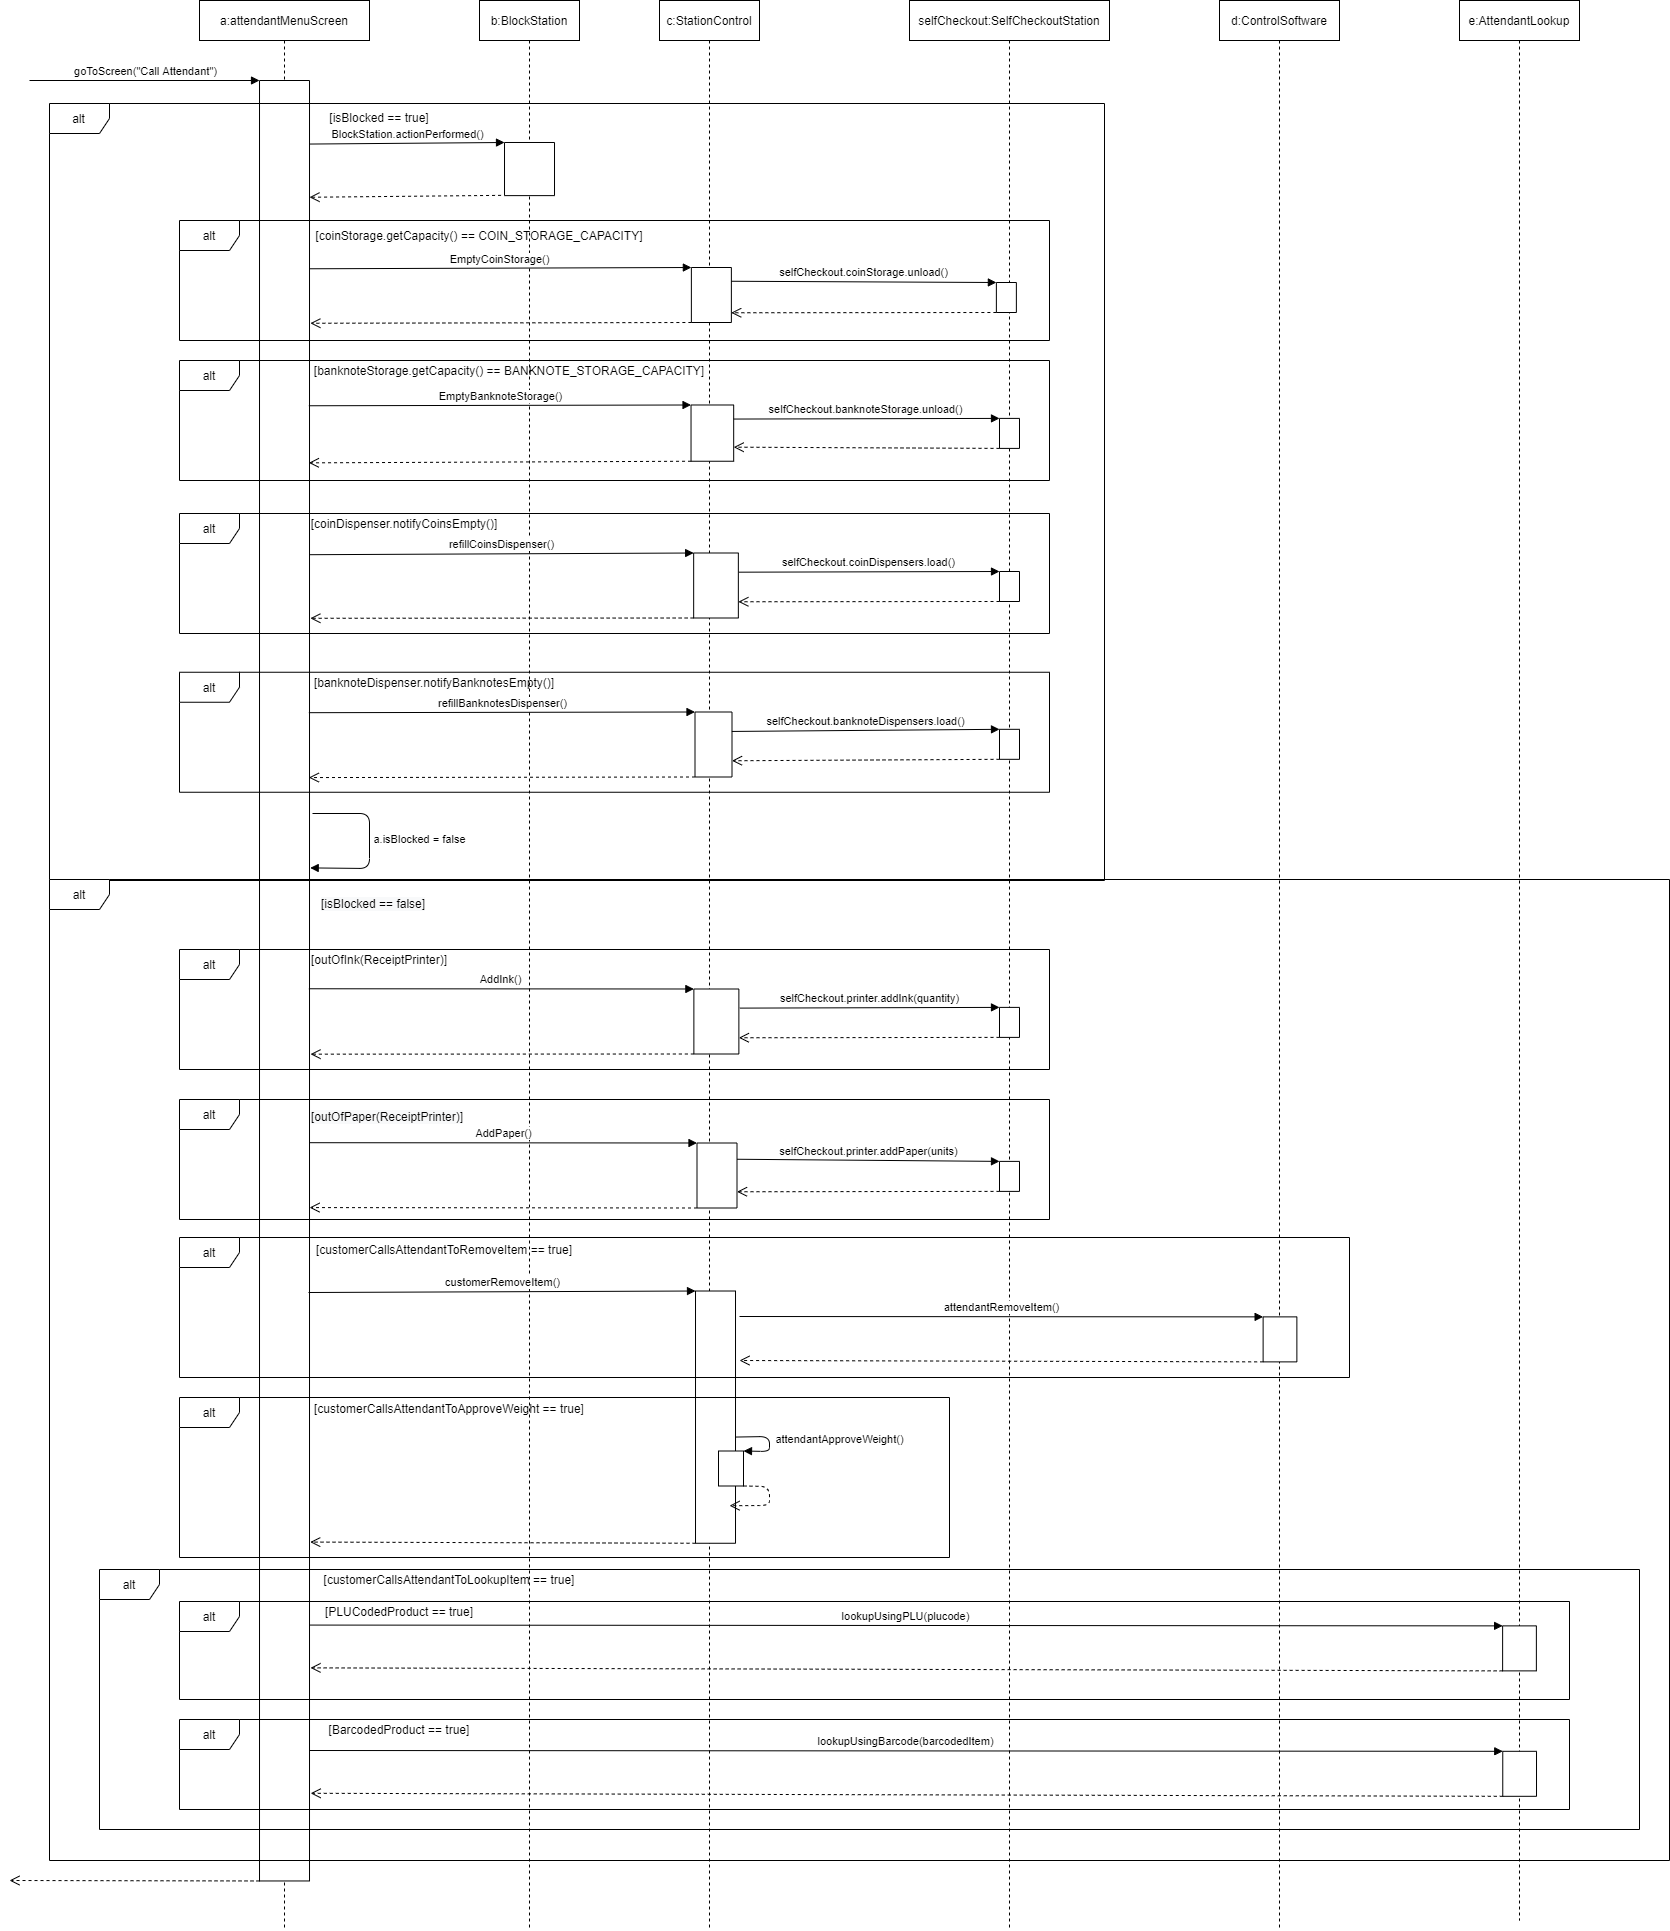 a:attendantMenuScreen
b:BlockStation
c:StationControl
selfCheckout:SelfCheckoutStation
d:ControlSoftware
e:AttendantLookup
goToScreen("Call Attendant")
alt
[isBlocked == true]
BlockStation.actionPerformed()
alt
[coinStorage.getCapacity() == COIN_STORAGE_CAPACITY]
EmptyCoinStorage()
selfCheckout.coinStorage.unload()
alt
[banknoteStorage.getCapacity() == BANKNOTE_STORAGE_CAPACITY]
EmptyBanknoteStorage()
selfCheckout.banknoteStorage.unload()
alt
[coinDispenser.notifyCoinsEmpty()]
refillCoinsDispenser()
selfCheckout.coinDispensers.load()
alt
[banknoteDispenser.notifyBanknotesEmpty()]
refillBanknotesDispenser()
selfCheckout.banknoteDispensers.load()
a.isBlocked = false
alt
[isBlocked == false]
alt
[outOfInk(ReceiptPrinter)]
AddInk()
selfCheckout.printer.addInk(quantity)
alt
[outOfPaper(ReceiptPrinter)]
AddPaper()
selfCheckout.printer.addPaper(units)
alt
[customerCallsAttendantToRemoveItem == true]
customerRemoveItem()
attendantRemoveItem()
alt
[customerCallsAttendantToApproveWeight == true]
attendantApproveWeight()
alt
[customerCallsAttendantToLookupItem == true]
alt
[PLUCodedProduct == true]
lookupUsingPLU(plucode)
alt
[BarcodedProduct == true]
lookupUsingBarcode(barcodedItem)